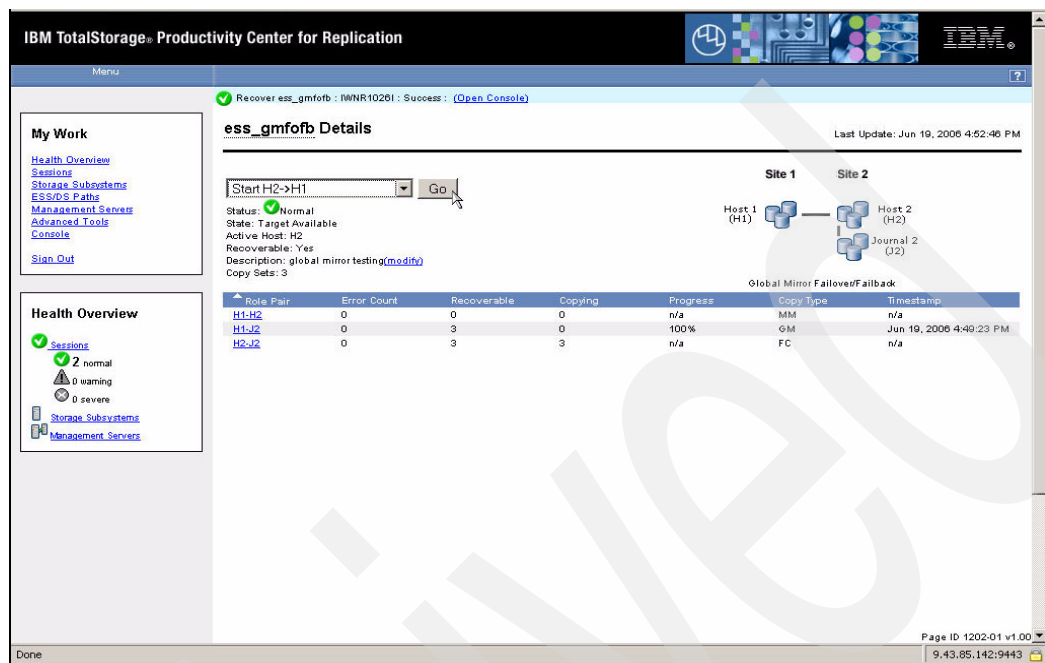 IBM TotalStorage® Productivity Center for Replication
IBM®
Menu
?
Recover ess_gmfofb : IWNR1026I : Success : (Open Console)
My Work
Health Overview
Sessions
Storage Subsystems
ESS/DS Paths
Management Servers
Advanced Tools
Console
Sign Out
Health Overview
Sessions
2 normal
0 warning
0 severe
Storage Subsystems
Management Servers
ess_gmfofb Details
Last Update: Jun 19, 2006 4:52:46 PM
Start H2->H1 Go
Status: Normal
State: Target Available
Active Host: H2
Recoverable: Yes
Description: global mirror testing(modify)
Copy Sets: 3
Site 1 Site 2
Host 1 (H1)
Host 2 (H2)
Journal 2 (J2)
Global Mirror Failover/Failback
Role Pair Error Count Recoverable Copying Progress Copy Type Timestamp
H1-H2 0 0 0 n/a MM n/a
H1-J2 0 3 0 100% GM Jun 19, 2006 4:49:23 PM
H2-J2 0 3 3 n/a FC n/a
Page ID 1202-01 v1.00
Done
9.43.85.142:9443